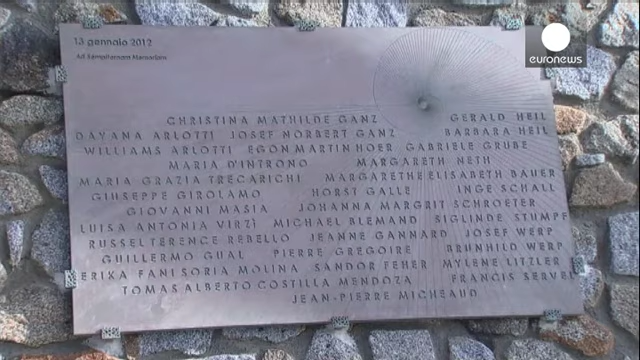 13 gennaio 2012
Ad Sempiternam Memoriam
euronews
CHRISTINA MATHILDE GANZ GERALD HEIL
DAYANA ARLOTTI JOSEF NORBERT GANZ BARBARA HEIL
WILLIAMS ARLOTTI EGON MARTIN HOER GABRIELE GRUBE
MARIA D'INTRONO MARGARETH NETH
MARIA GRAZIA TRECARICHI MARGARETHE ELISABETH BAUER
GIUSEPPE GIROLAMO HORST GALLE INGE SCHALL
GIOVANNI MASIA JOHANNA MARGRIT SCHROETER
LUISA ANTONIA VIRZÌ MICHAEL BLEMAND SIGLINDE STUMPF
RUSSEL TERENCE REBELLO JEANNE GANNARD JOSEF WERP
GUILLERMO GUAL PIERRE GREGOIRE BRUNHILD WERP
ERIKA FANI SORIA MOLINA SANDOR FEHER MYLENE LITZLER
TOMAS ALBERTO COSTILLA MENDOZA FRANCIS SERVEL
JEAN-PIERRE MICHEAUD